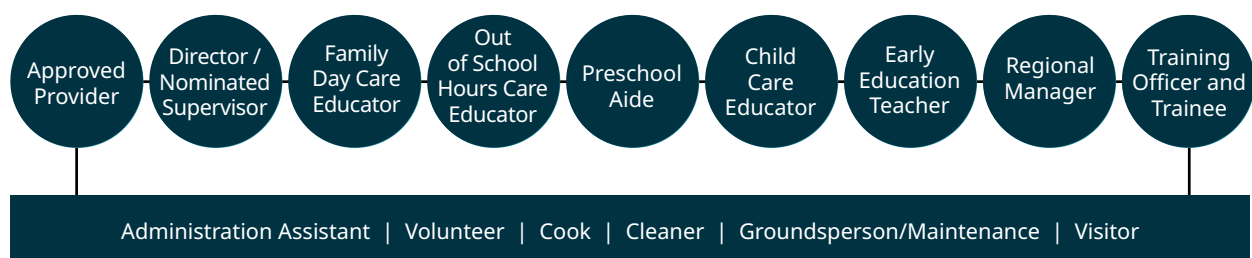 Approved
Provider
Director /
Nominated
Supervisor
Family
Day Care
Educator
Out
of School
Hours Care
Educator
Preschool
Aide
Child
Care
Educator
Early
Education
Teacher
Regional
Manager
Training
Officer and
Trainee
Administration Assistant | Volunteer | Cook | Cleaner | Groundsperson/Maintenance | Visitor